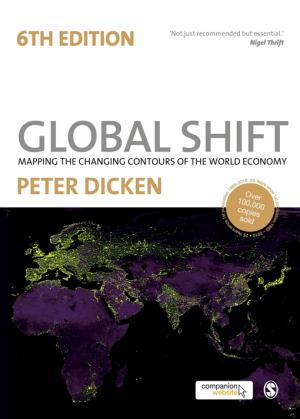 6TH EDITION
'Not just recommended but essential.'
Nigel Thrift
GLOBAL SHIFT
MAPPING THE CHANGING CONTOURS OF THE WORLD ECONOMY
PETER DICKEN
Over
100,000
copies
sold
companion
website
SAGE